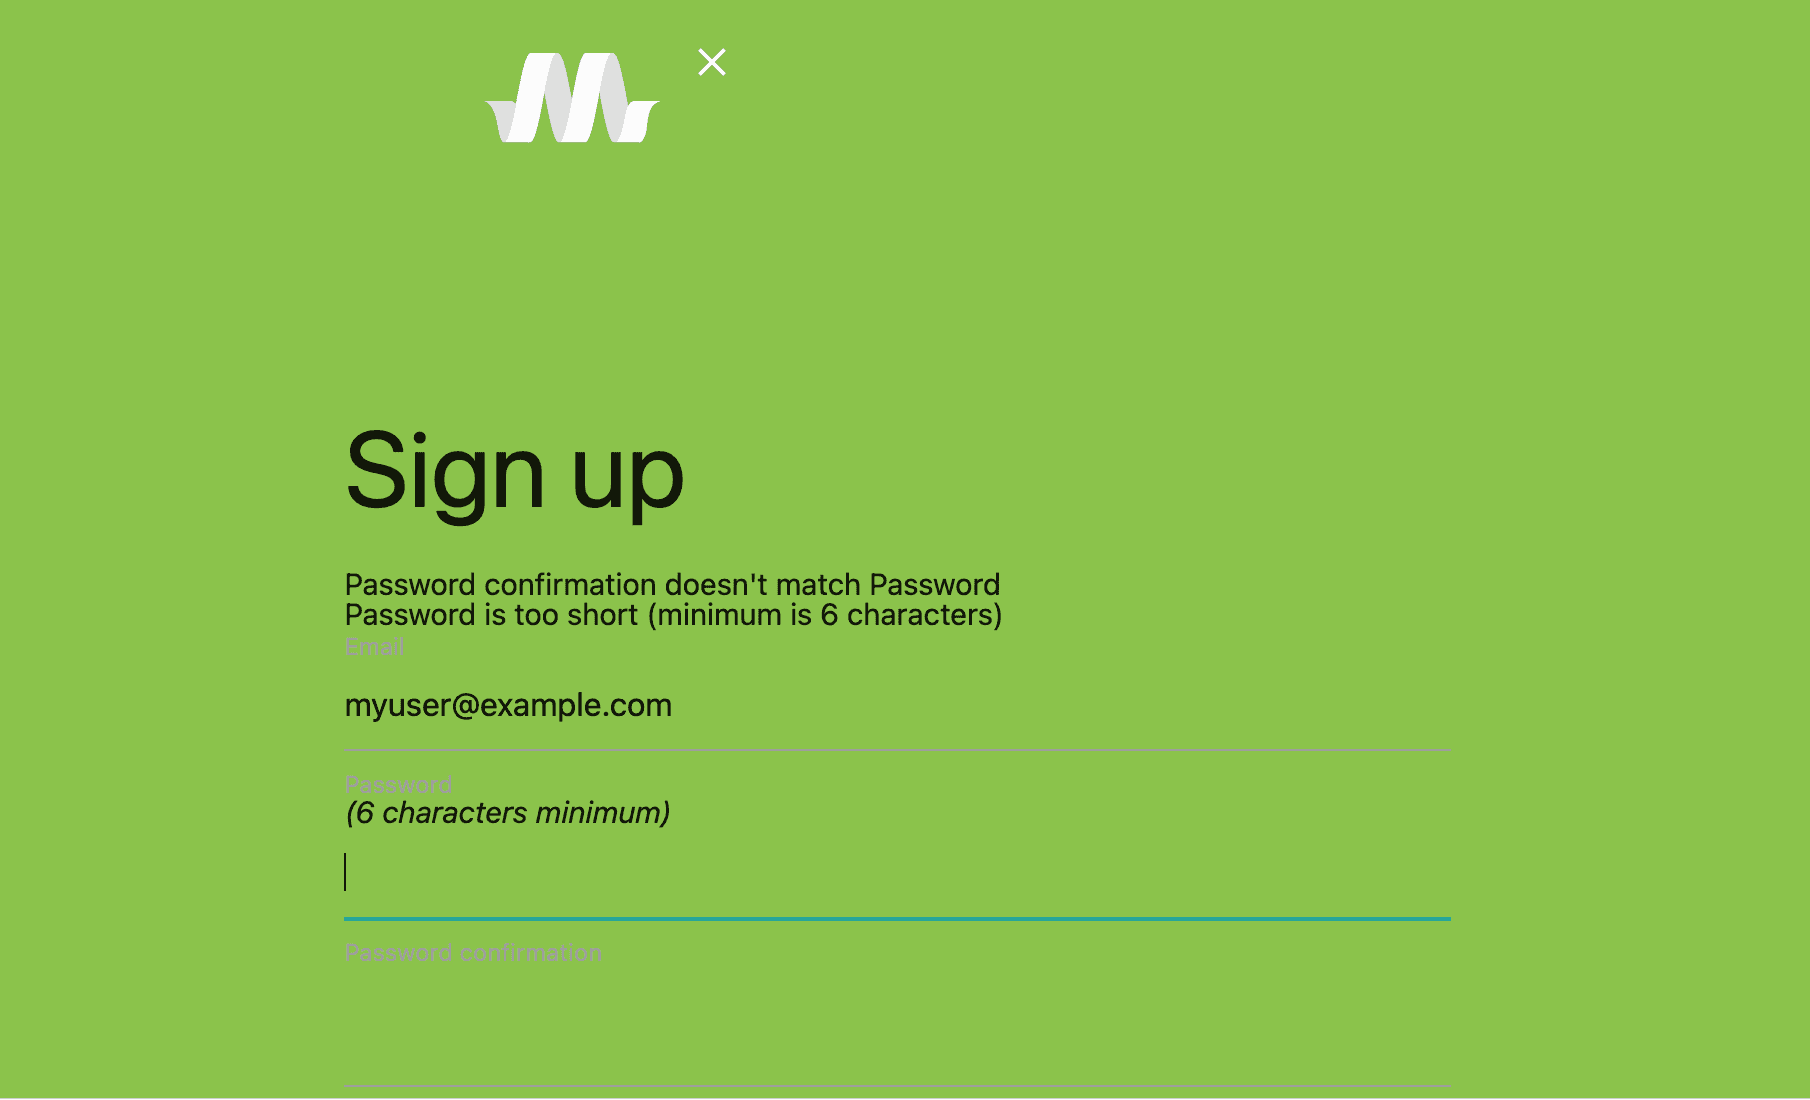 Sign up
Password confirmation doesn't match Password
Password is too short (minimum is 6 characters)
Email
myuser@example.com
Password
(6 characters minimum)
Password confirmation